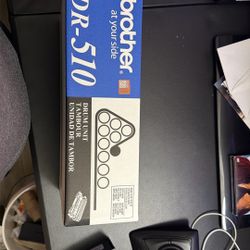 brother
at your side
DR-510
DRUM UNIT
TAMBOUR
UNIDAD DE TAMBOR